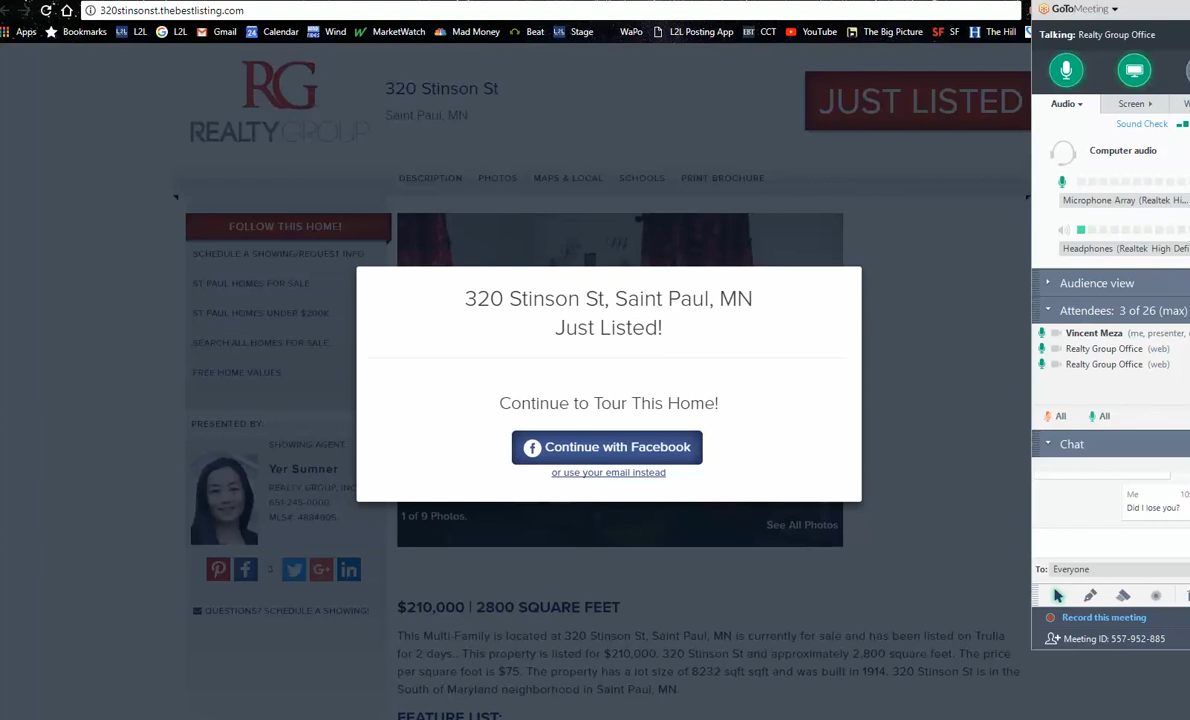 320stinsonst.thebestlisting.com
Apps Bookmarks L2L L2L Gmail Calendar Wind MarketWatch Mad Money Beat Stage WaPo L2L Posting App CCT YouTube The Big Picture SF The Hill
RG
REALTYGROUP
320 Stinson St
Saint Paul, MN
JUST LISTED
DESCRIPTION PHOTOS MAPS & LOCAL SCHOOLS PRINT BROCHURE
FOLLOW THIS HOME!
SCHEDULE A SHOWING/REQUEST INFO
ST PAUL HOMES FOR SALE
ST PAUL HOMES UNDER $200K
SEARCH ALL HOMES FOR SALE
FREE HOME VALUES
PRESENTED BY:
SHOWING AGENT
Yer Sumner
REALTY GROUP, INC
MLS#:
3
QUESTIONS? SCHEDULE A SHOWING!
320 Stinson St, Saint Paul, MN
Just Listed!
Continue to Tour This Home!
Continue with Facebook
or use your email instead
1 of 9 Photos.
See All Photos
$210,000 | 2800 SQUARE FEET
This Multi-Family is located at 320 Stinson St, Saint Paul, MN is currently for sale and has been listed on Trulia
for 2 days.. This property is listed for $210,000. 320 Stinson St and approximately 2,800 square feet. The price
per square foot is $75. The property has a lot size of 8232 sqft sqft and was built in 1914. 320 Stinson St is in the
South of Maryland neighborhood in Saint Paul, MN.
FEATURE LIST:
GoToMeeting
Talking: Realty Group Office
Audio Screen
Sound Check
Computer audio
Microphone Array (Realtek Hi...
Headphones (Realtek High Defi
Audience view
Attendees: 3 of 26 (max)
Vincent Meza (me, presenter,
Realty Group Office (web)
Realty Group Office (web)
All All
Chat
Me
Did I lose you?
To: Everyone
Record this meeting
Meeting ID: 557-952-885